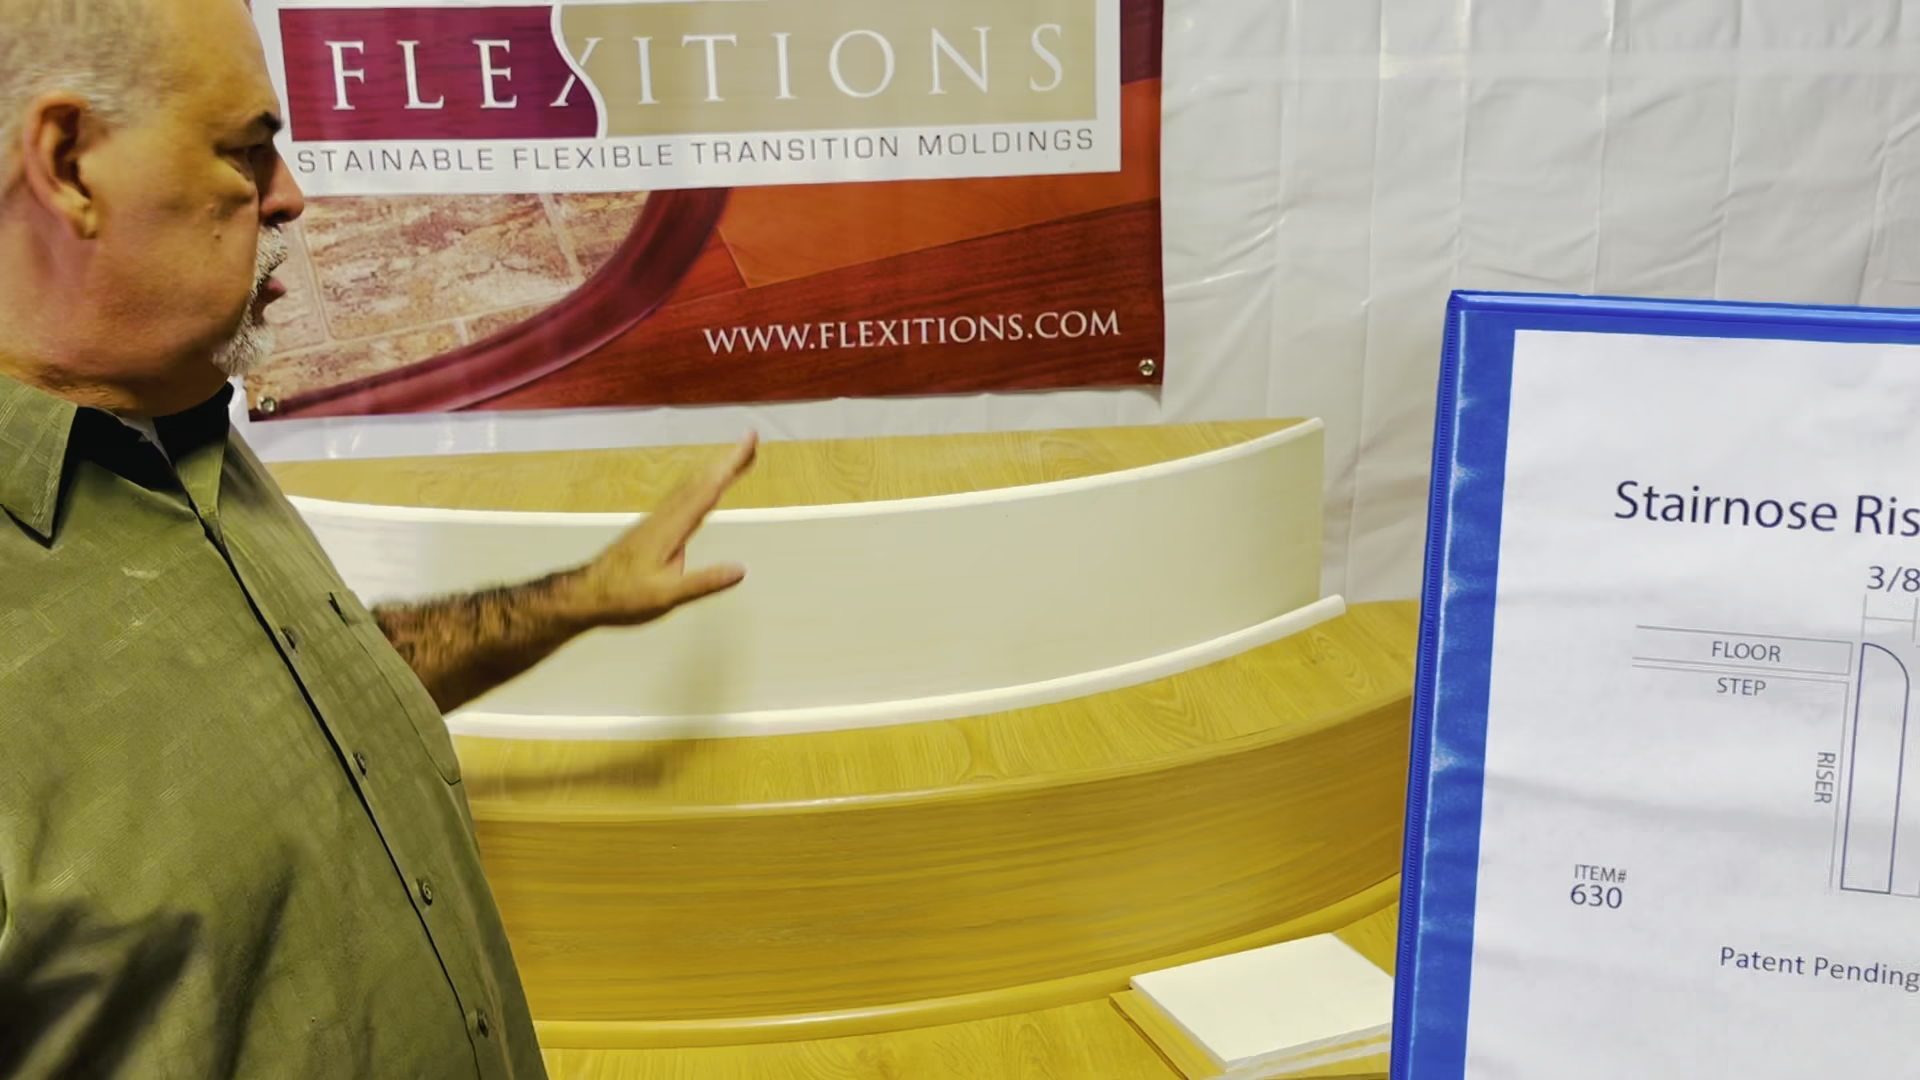 FLEXITIONS
STAINABLE FLEXIBLE TRANSITION MOLDINGS
WWW.FLEXITIONS.COM
Stairnose Ris
3/8
FLOOR
STEP
RISER
ITEM#
630
Patent Pending